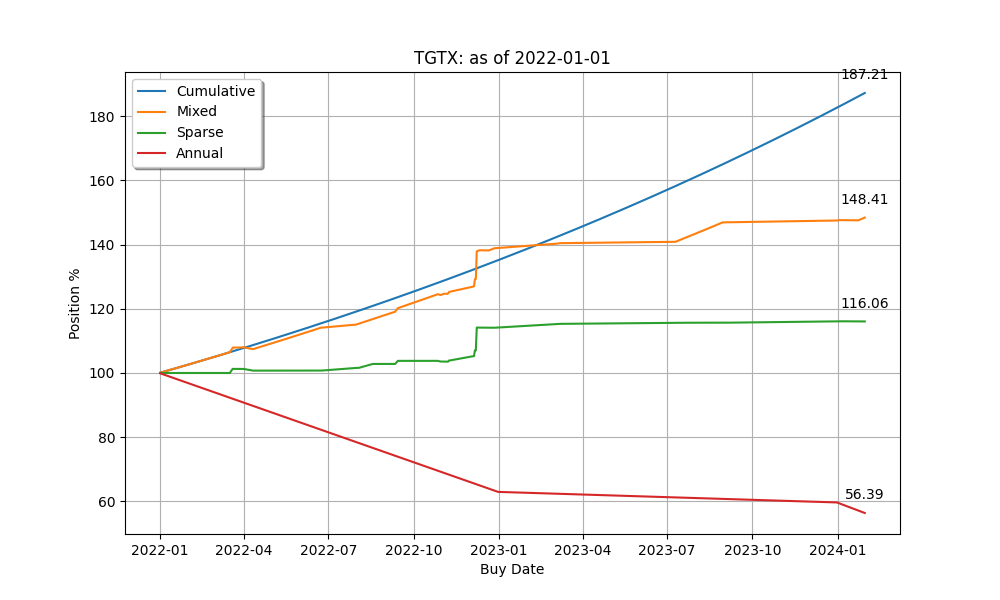 TGTX: as of 2022-01-01
187.21
Cumulative
Mixed
Sparse
Annual
180
160
148.41
140
120
116.06
100
80
60
56.39
Position %
2022-01 2022-04 2022-07 2022-10 2023-01 2023-04 2023-07 2023-10 2024-01
Buy Date